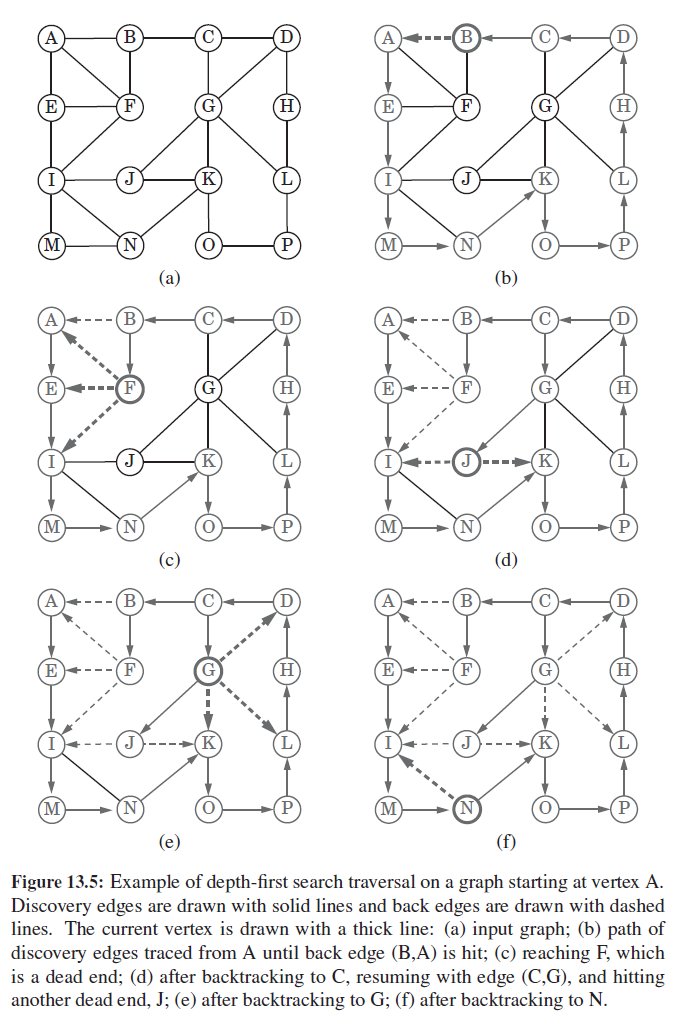 A B C D A B C D
E F G H E F G H
I J K L I J K L
M N O P M N O P
(a) (b)
A B C D A B C D
E F G H E F G H
I J K L I J K L
M N O P M N O P
(c) (d)
A B C D A B C D
E F G H E F G H
I J K L I J K L
M N O P M N O P
(e) (f)
Figure 13.5: Example of depth-first search traversal on a graph starting at vertex A.
Discovery edges are drawn with solid lines and back edges are drawn with dashed
lines. The current vertex is drawn with a thick line: (a) input graph; (b) path of
discovery edges traced from A until back edge (B,A) is hit; (c) reaching F, which
is a dead end; (d) after backtracking to C, resuming with edge (C,G), and hitting
another dead end, J; (e) after backtracking to G; (f) after backtracking to N.